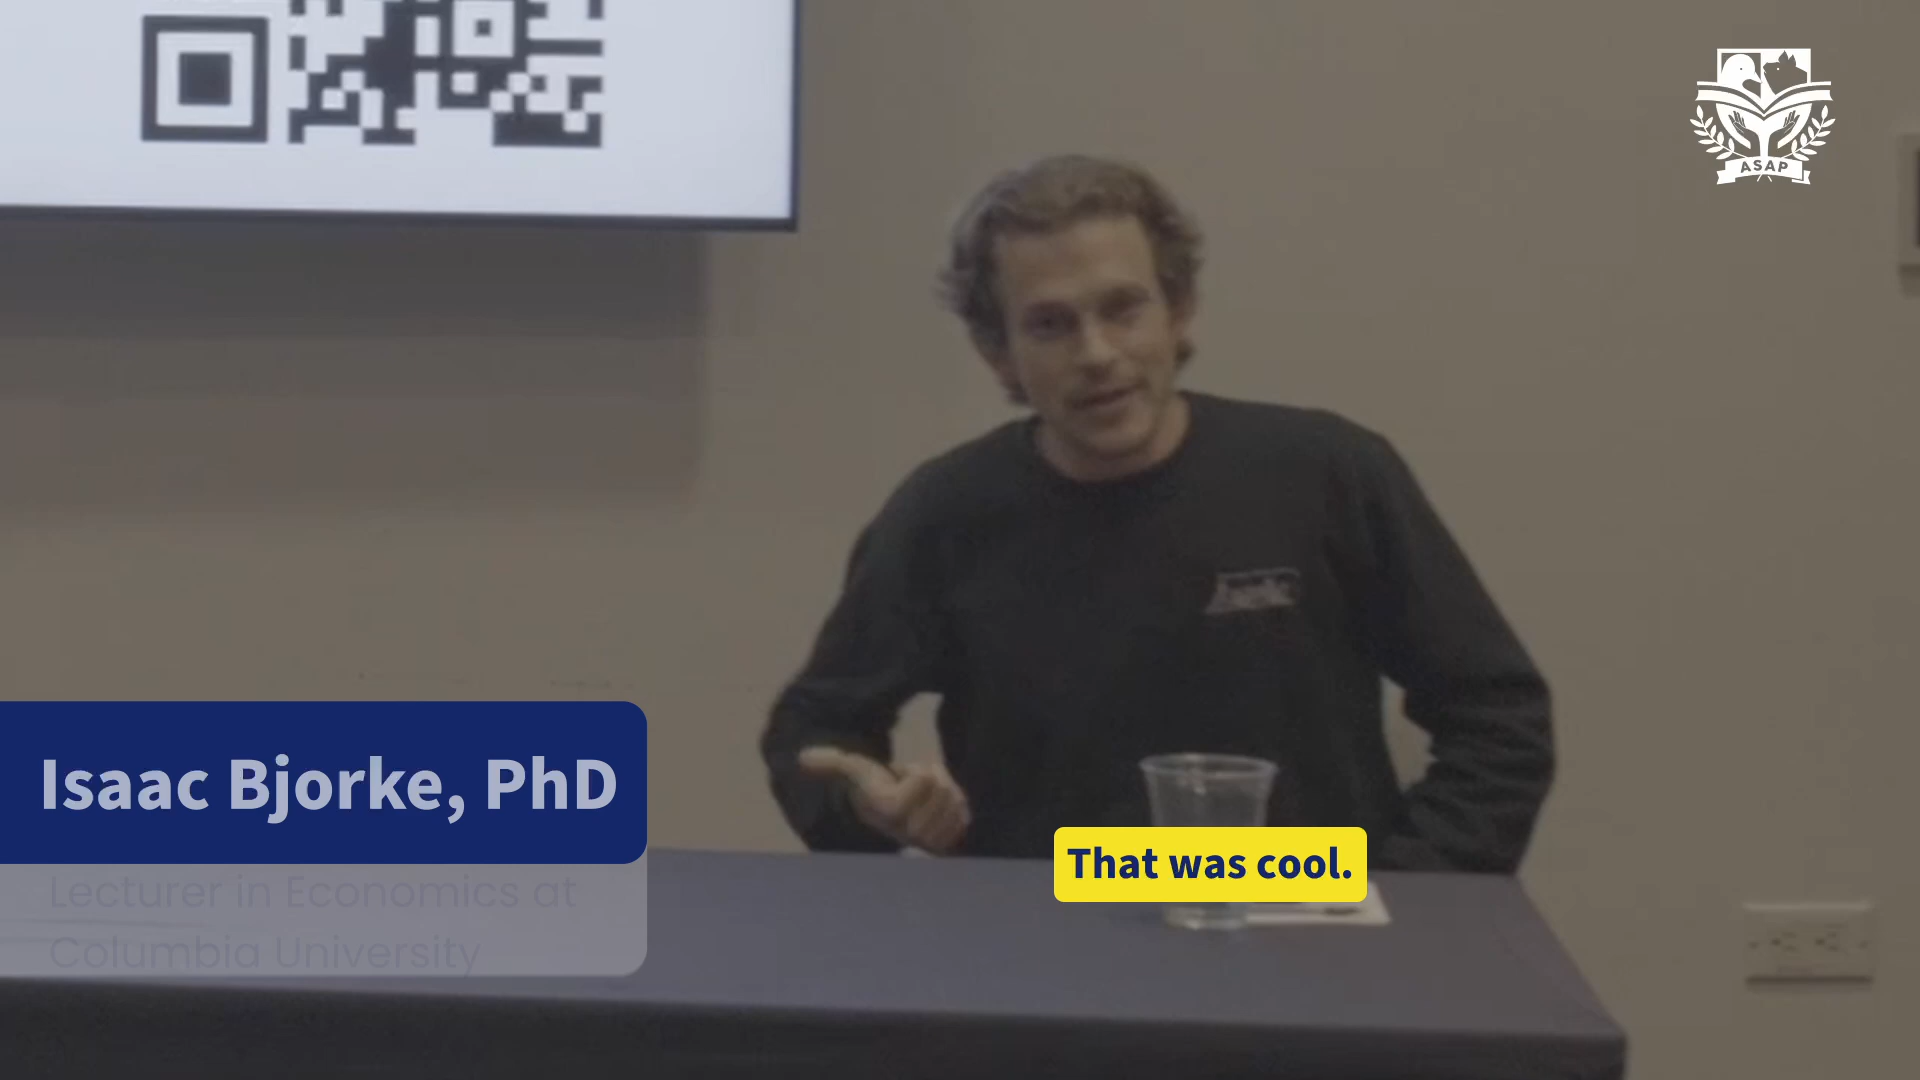 ASAP
Isaac Bjorke, PhD
That was cool.
Lecturer in Economics at
Columbia University